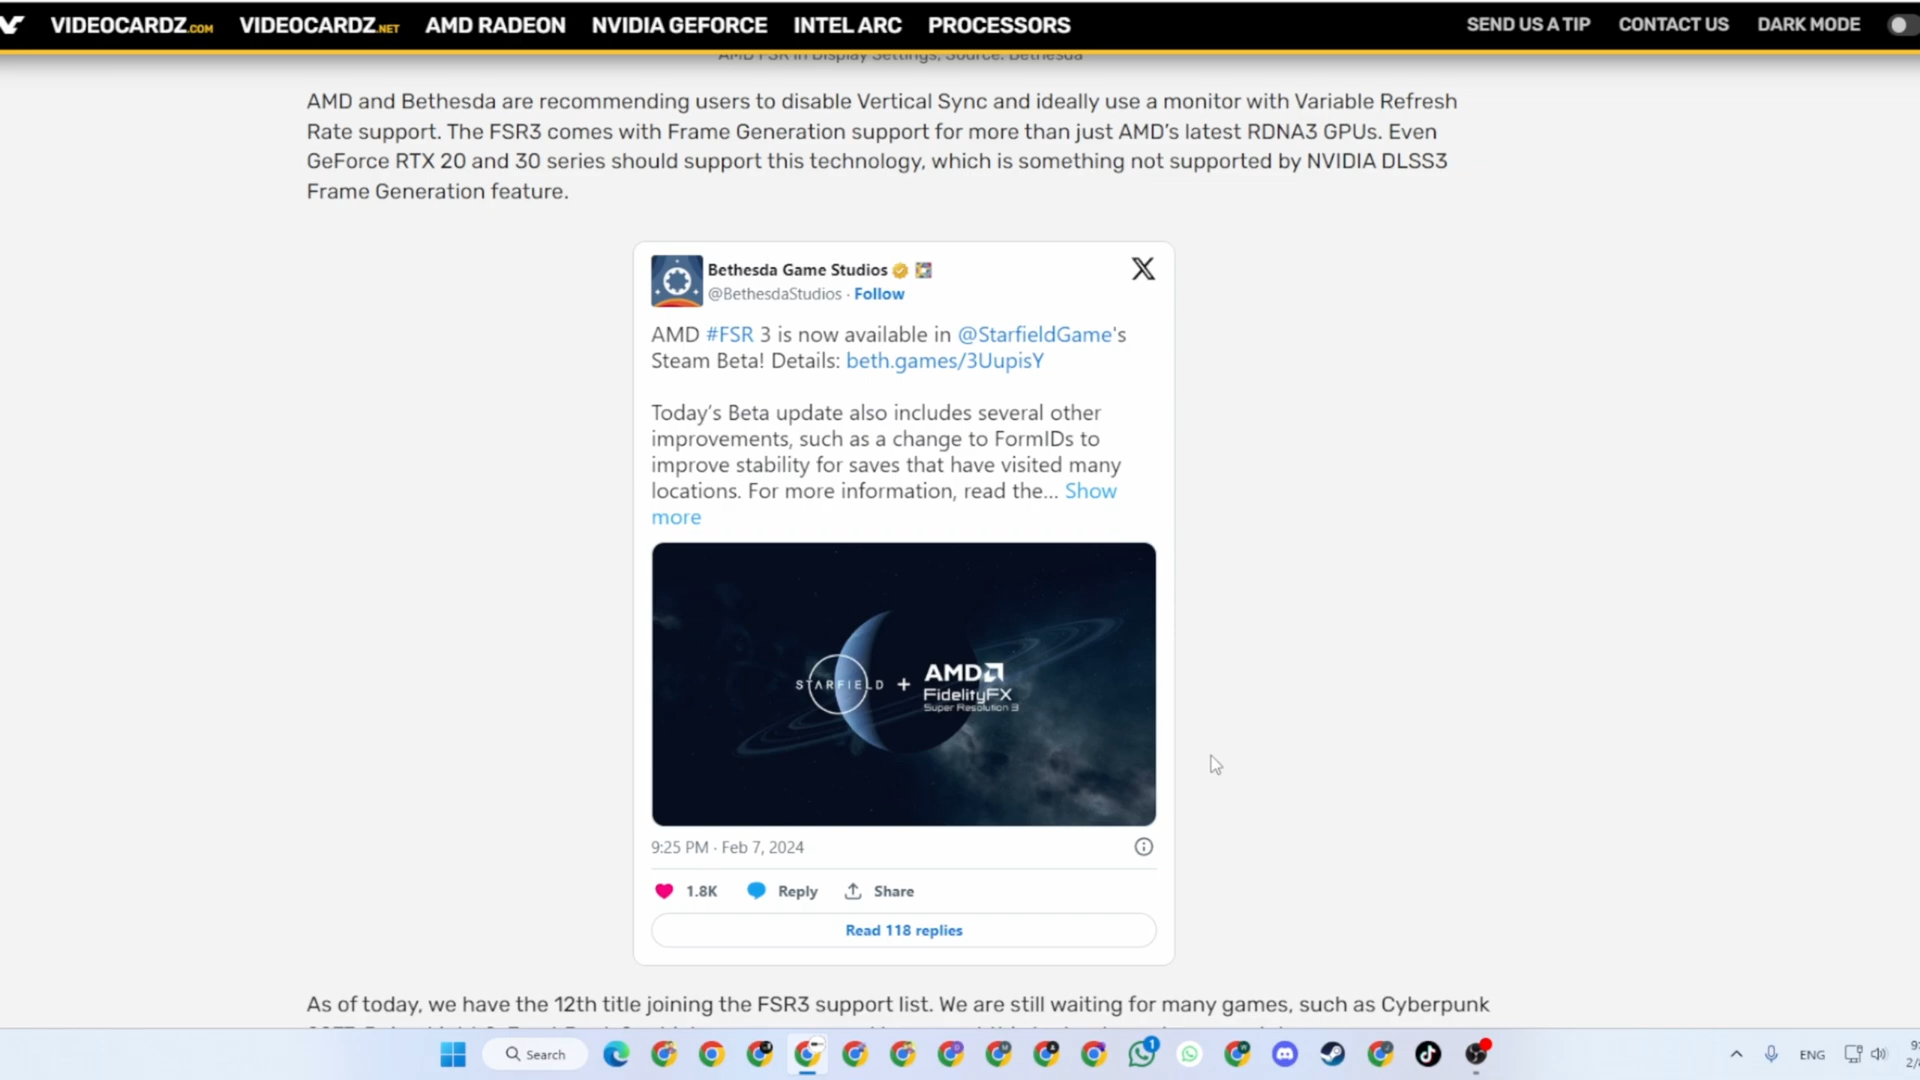 VIDEOCARDZ.COM VIDEOCARDZ.NET AMD RADEON NVIDIA GEFORCE INTEL ARC PROCESSORS SEND US A TIP CONTACT US DARK MODE
AMD FSR in Display Settings, Source: Bethesda
AMD and Bethesda are recommending users to disable Vertical Sync and ideally use a monitor with Variable Refresh
Rate support. The FSR3 comes with Frame Generation support for more than just AMD's latest RDNA3 GPUs. Even
GeForce RTX 20 and 30 series should support this technology, which is something not supported by NVIDIA DLSS3
Frame Generation feature.
Bethesda Game Studios
@BethesdaStudios · Follow
AMD #FSR 3 is now available in @StarfieldGame's
Steam Beta! Details: beth.games/3UupisY
Today's Beta update also includes several other
improvements, such as a change to FormIDs to
improve stability for saves that have visited many
locations. For more information, read the... Show
more
STARFIELD + AMD
FidelityFX
Super Resolution 3
9:25 PM · Feb 7, 2024
1.8K Reply Share
Read 118 replies
As of today, we have the 12th title joining the FSR3 support list. We are still waiting for many games, such as Cyberpunk
Search 1 ENG